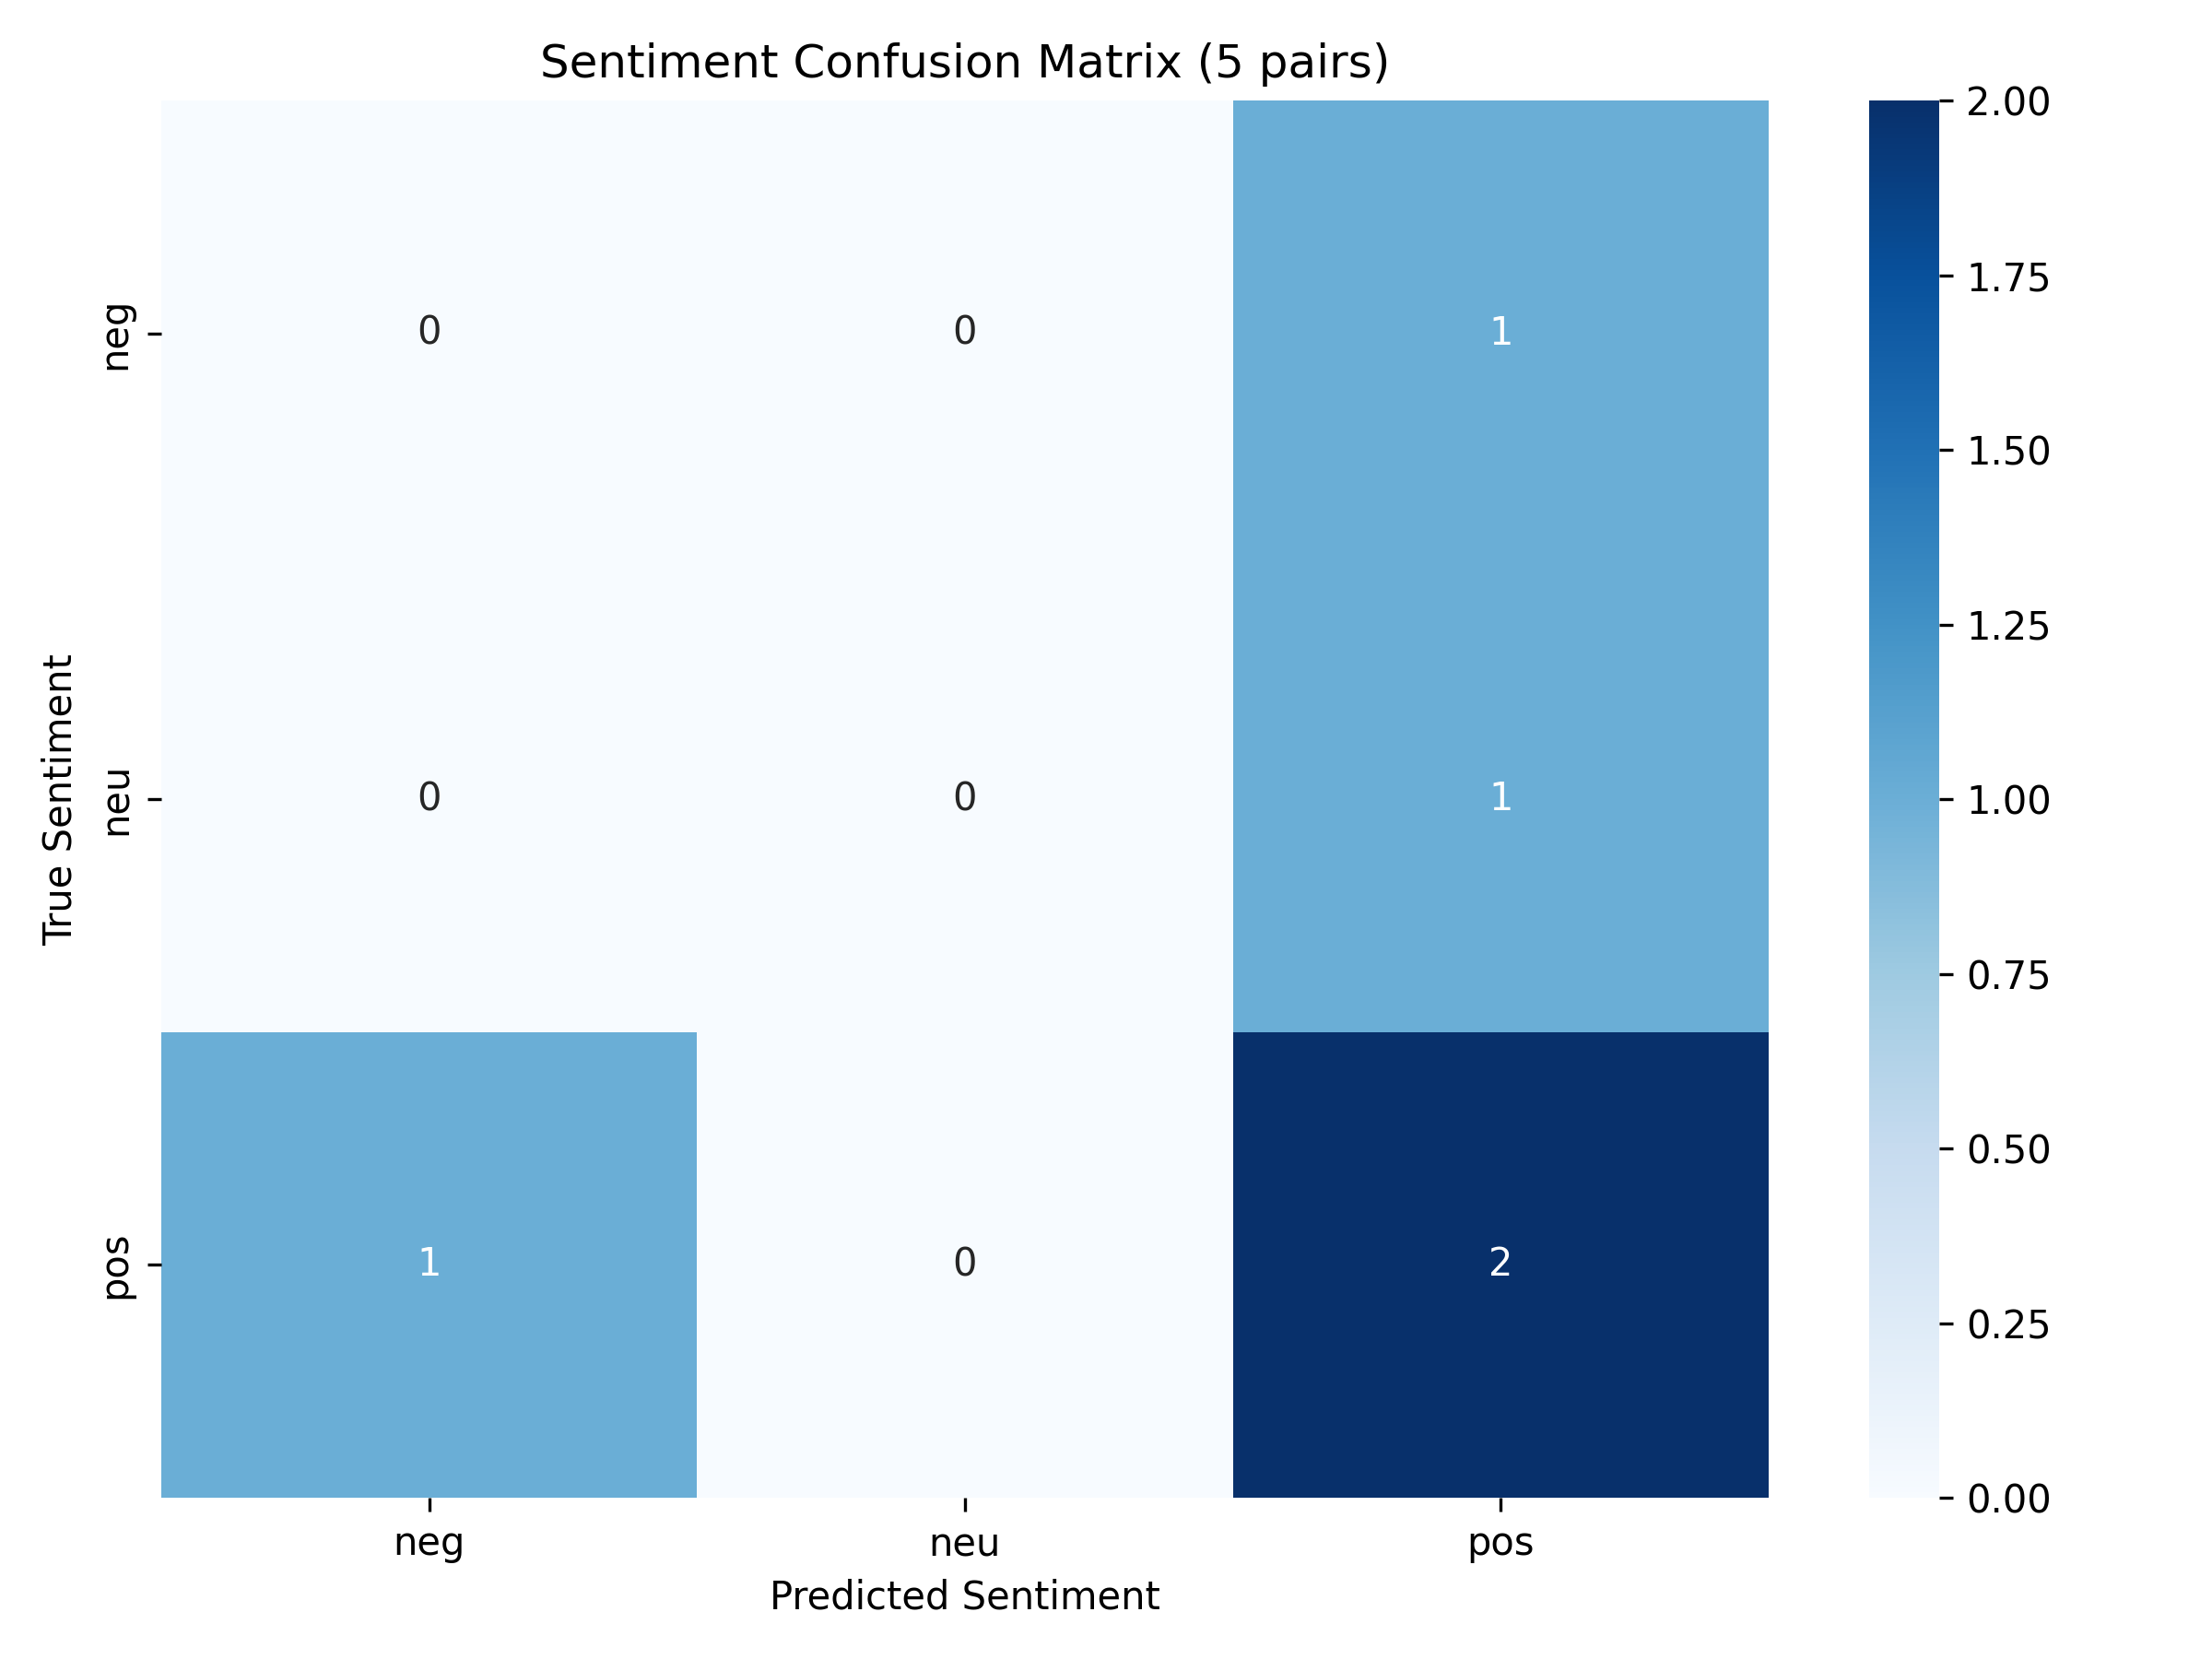 Sentiment Confusion Matrix (5 pairs)
True Sentiment
neg
0 0 1
neu
0 0 1
pos
1 0 2
neg neu pos
Predicted Sentiment
2.00
1.75
1.50
1.25
1.00
0.75
0.50
0.25
0.00